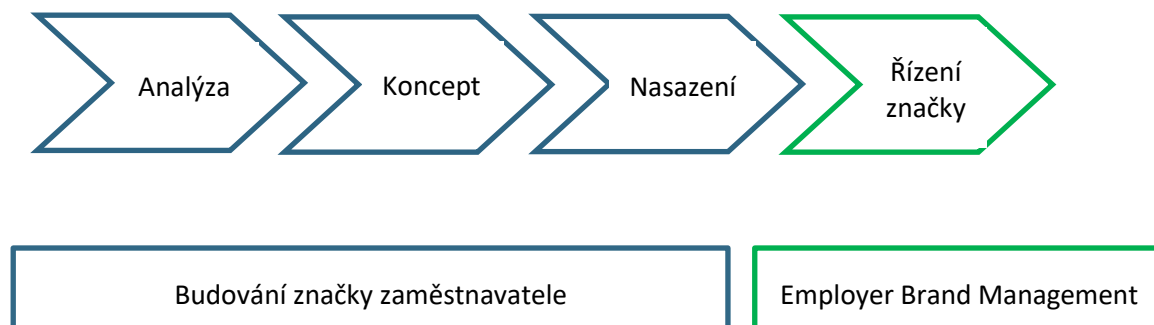 Analýza
Koncept
Nasazení
Řízení
značky
Budování značky zaměstnavatele
Employer Brand Management